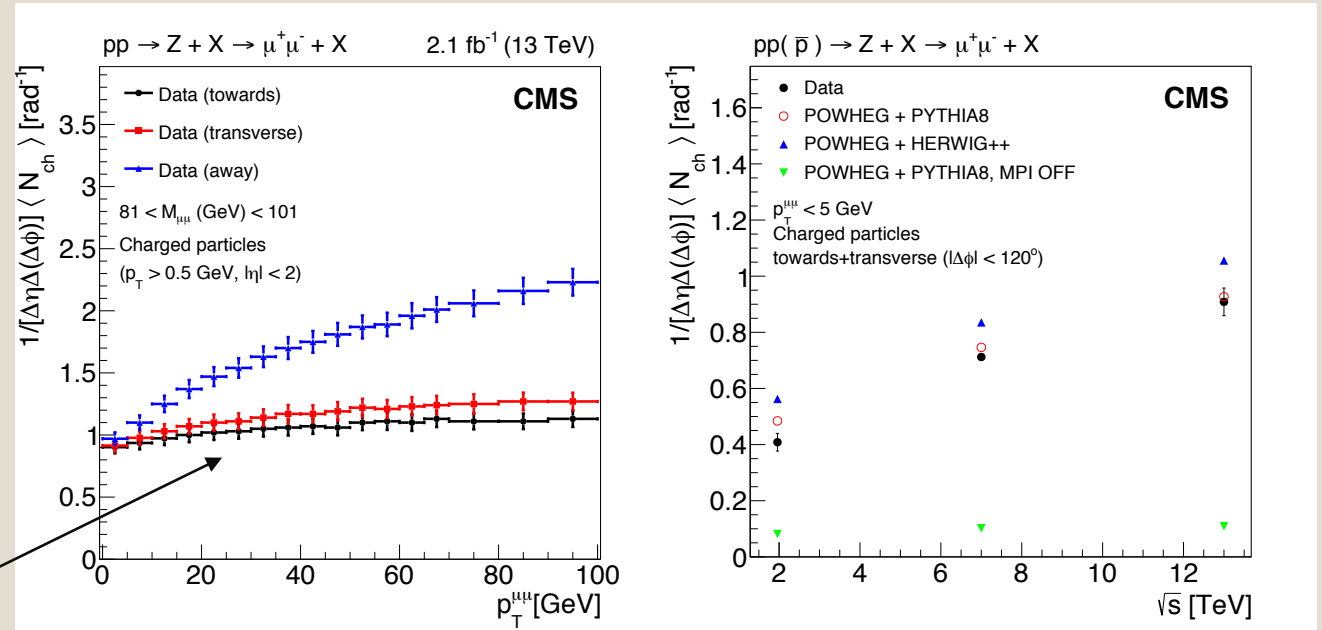 pp → Z + X → μ⁺μ⁻ + X 2.1 fb⁻¹ (13 TeV)
CMS
Data (towards)
Data (transverse)
Data (away)
81 < M_μμ (GeV) < 101
Charged particles
(p_T > 0.5 GeV, |η| < 2)
1/[ΔηΔ(Δϕ)] ⟨ N_ch ⟩ [rad⁻¹]
3.5
3
2.5
2
1.5
1
0.5
0
0 20 40 60 80 100
p_T^μμ [GeV]
pp( p̅ ) → Z + X → μ⁺μ⁻ + X
CMS
Data
POWHEG + PYTHIA8
POWHEG + HERWIG++
POWHEG + PYTHIA8, MPI OFF
p_T^μμ < 5 GeV
Charged particles
towards+transverse (|Δϕ| < 120°)
1/[ΔηΔ(Δϕ)] ⟨ N_ch ⟩ [rad⁻¹]
1.6
1.4
1.2
1
0.8
0.6
0.4
0.2
0
2 4 6 8 10 12
√s [TeV]